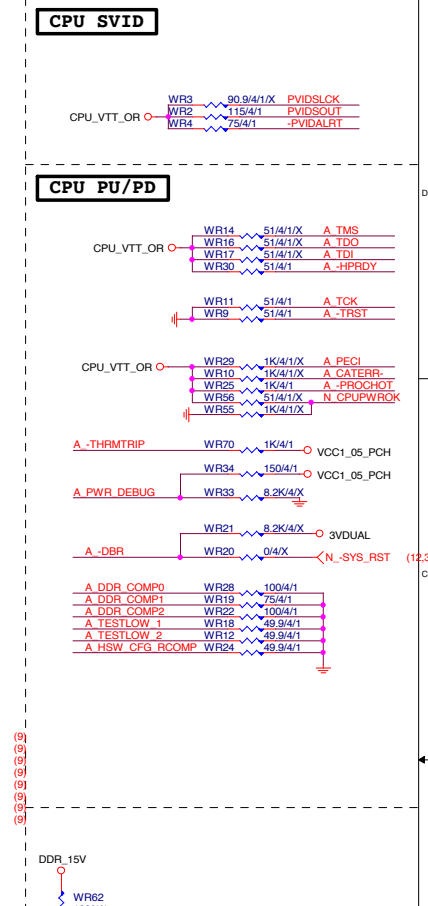 CPU SVID
WR3 90.9/4/1/X PVIDSLCK
CPU_VTT_OR WR2 115/4/1 PVIDSOUT
WR4 75/4/1 -PVIDALRT
CPU PU/PD
D
WR14 51/4/1/X A_TMS
CPU_VTT_OR WR16 51/4/1/X A_TDO
WR17 51/4/1/X A_TDI
WR30 51/4/1 A_-HPRDY
WR11 51/4/1 A_TCK
WR9 51/4/1 A_-TRST
CPU_VTT_OR WR29 1K/4/1/X A_PECI
WR10 1K/4/1/X A_CATERR-
WR25 1K/4/1 A_-PROCHOT
WR56 51/4/1/X N_CPUPWROK
WR55 1K/4/1/X
A_-THRMTRIP WR70 1K/4/1 VCC1_05_PCH
WR34 150/4/1 VCC1_05_PCH
A_PWR_DEBUG WR33 8.2K/4/X
WR21 8.2K/4/X 3VDUAL
A_-DBR WR20 0/4/X N_-SYS_RST (12,3
C
A_DDR_COMP0 WR28 100/4/1
A_DDR_COMP1 WR19 75/4/1
A_DDR_COMP2 WR22 100/4/1
A_TESTLOW_1 WR18 49.9/4/1
A_TESTLOW_2 WR12 49.9/4/1
A_HSW_CFG_RCOMP WR24 49.9/4/1
(9)
(9)
(9)
(9)
(9)
(9)
(9)
(9)
DDR_15V
WR62